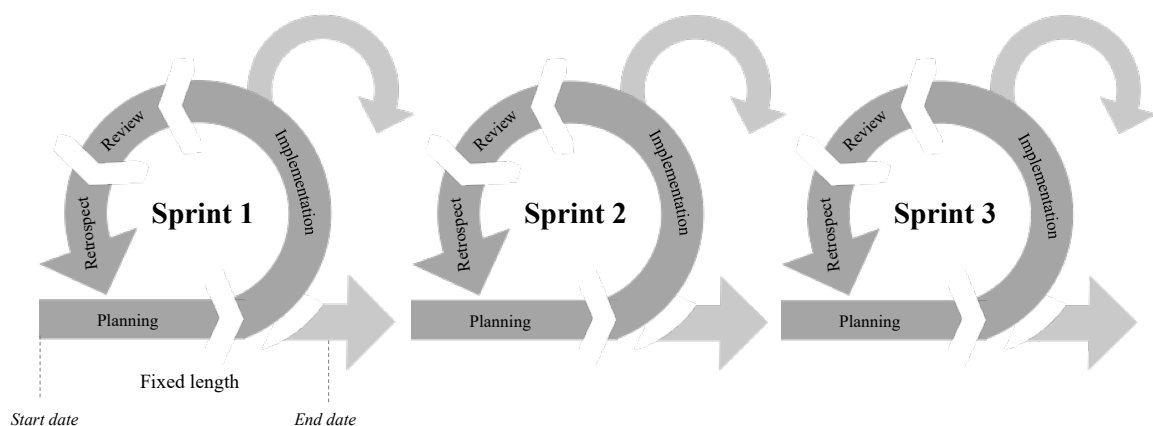 Review
Implementation
Sprint 1
Retrospect
Planning
Fixed length
Start date
End date
Review
Implementation
Sprint 2
Retrospect
Planning
Review
Implementation
Sprint 3
Retrospect
Planning